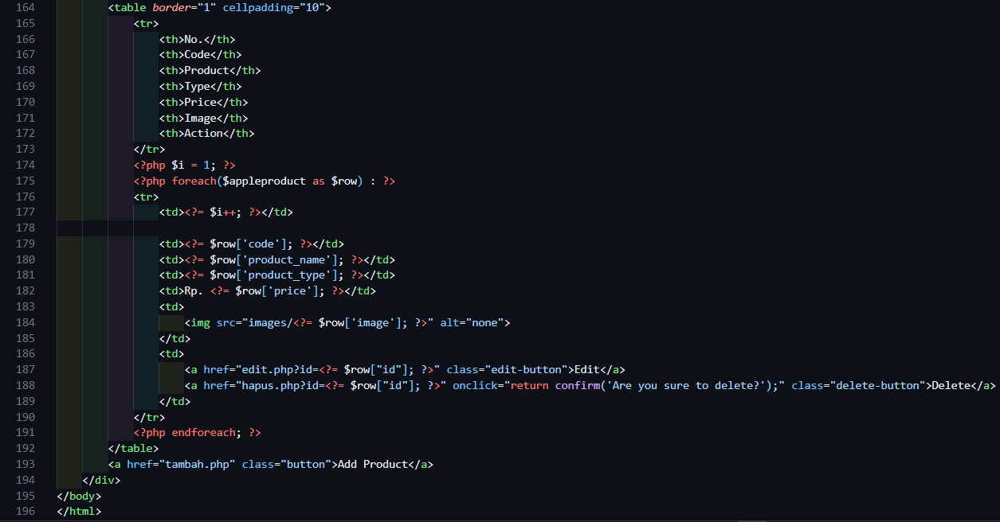 164 <table border="1" cellpadding="10">
165 <tr>
166 <th>No.</th>
167 <th>Code</th>
168 <th>Product</th>
169 <th>Type</th>
170 <th>Price</th>
171 <th>Image</th>
172 <th>Action</th>
173 </tr>
174 <?php $i = 1; ?>
175 <?php foreach($appleproduct as $row) : ?>
176 <tr>
177 <td><?= $i++; ?></td>
178
179 <td><?= $row['code']; ?></td>
180 <td><?= $row['product_name']; ?></td>
181 <td><?= $row['product_type']; ?></td>
182 <td>Rp. <?= $row['price']; ?></td>
183 <td>
184 <img src="images/<?= $row['image']; ?>" alt="none">
185 </td>
186 <td>
187 <a href="edit.php?id=<?= $row["id"]; ?>" class="edit-button">Edit</a>
188 <a href="hapus.php?id=<?= $row["id"]; ?>" onclick="return confirm('Are you sure to delete?');" class="delete-button">Delete</a>
189 </td>
190 </tr>
191 <?php endforeach; ?>
192 </table>
193 <a href="tambah.php" class="button">Add Product</a>
194 </div>
195 </body>
196 </html>